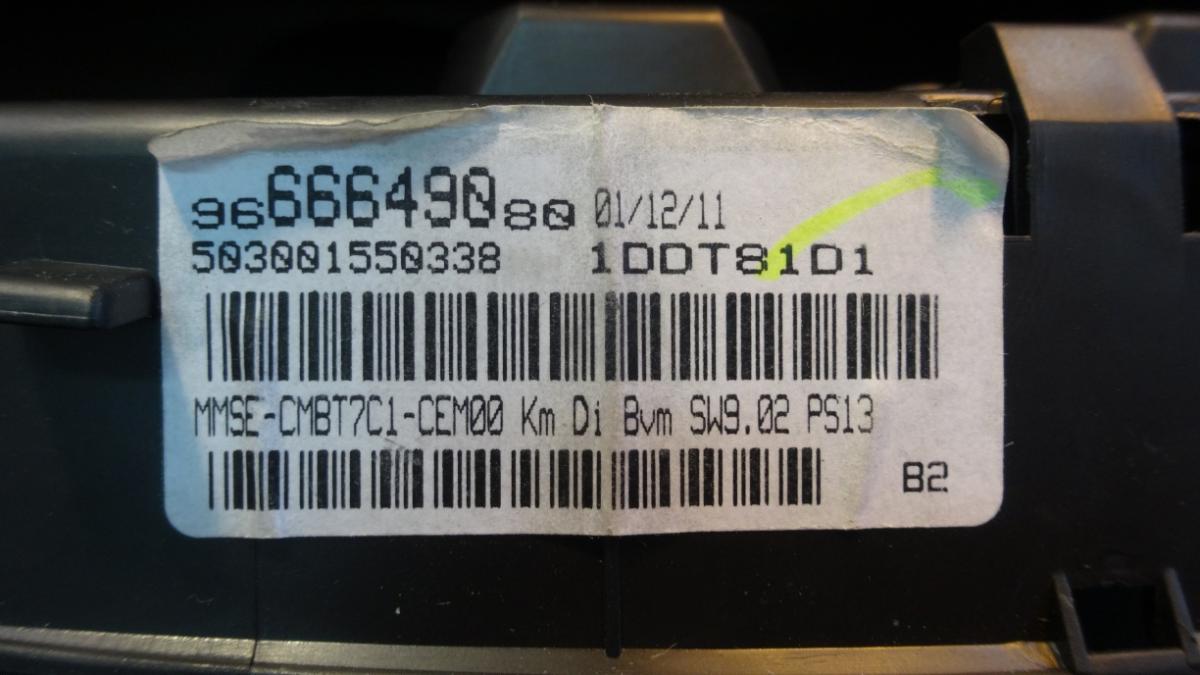 9666649080 01/12/11
503001550338 1DDT81D1
MMSE-CMBT7C1-CEM00 Km Di Bvm SW9.02 PS13
B2